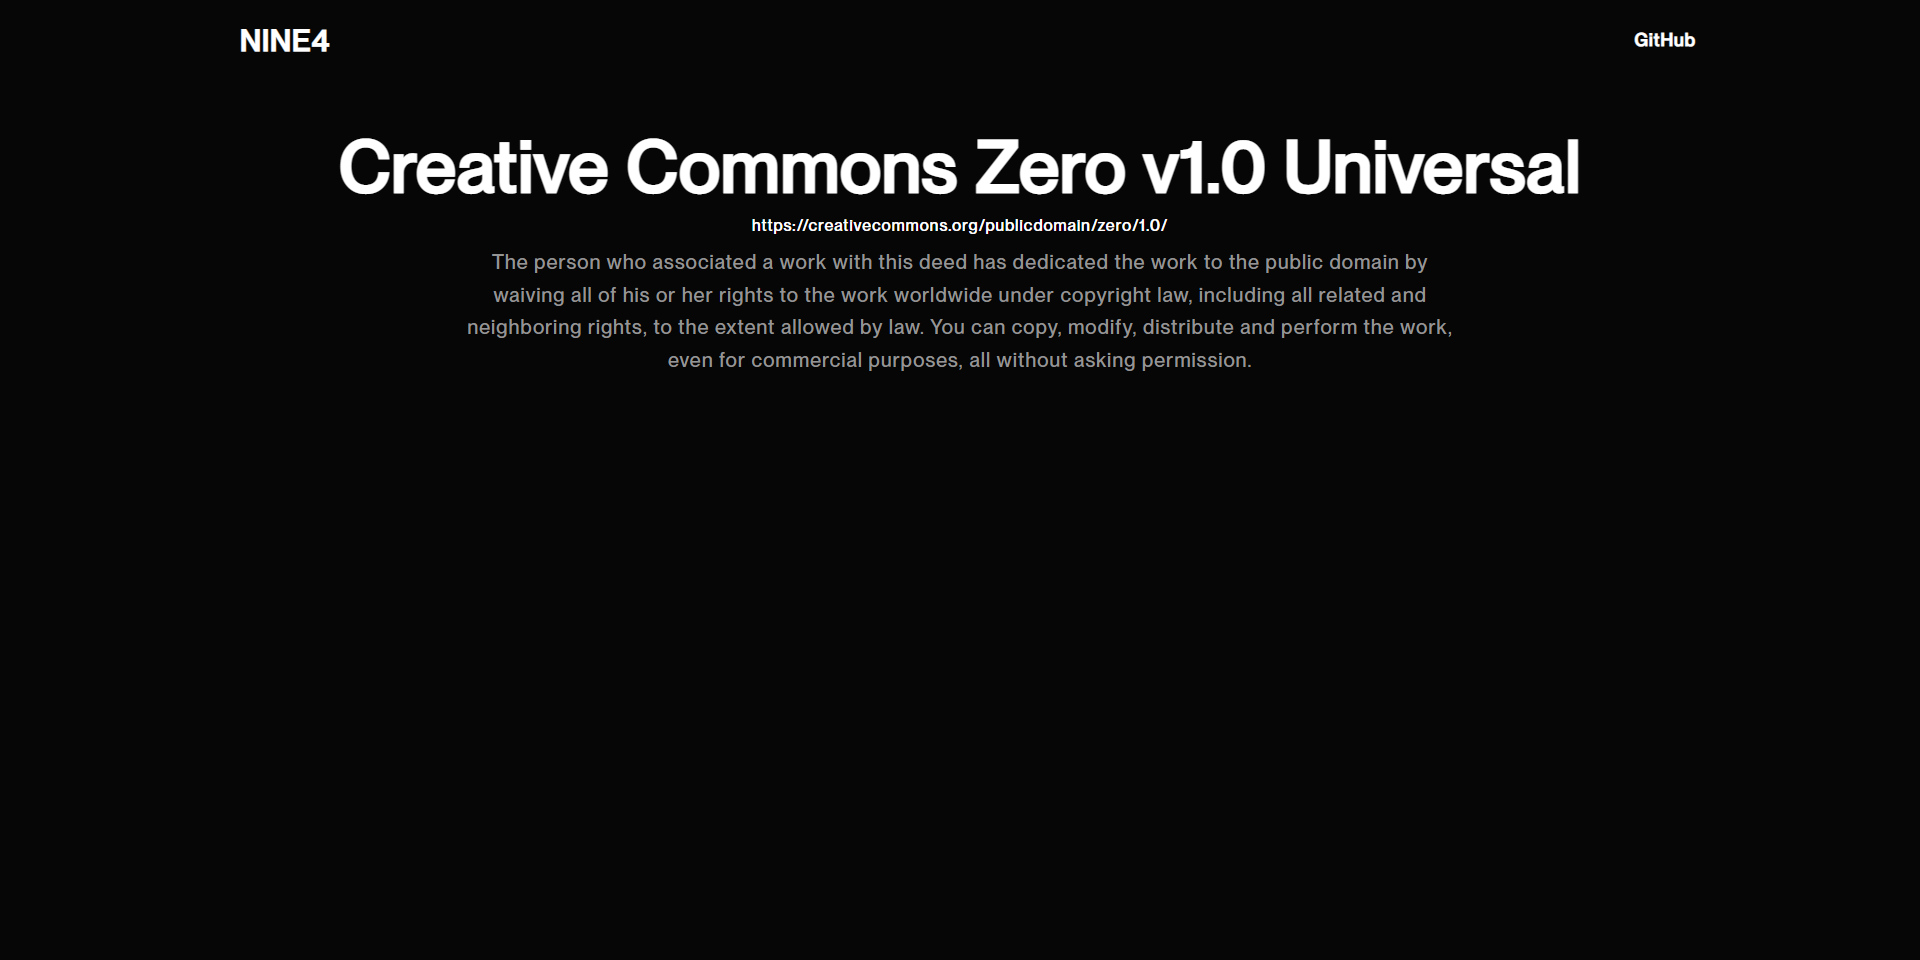 NINE4
GitHub
Creative Commons Zero v1.0 Universal
https://creativecommons.org/publicdomain/zero/1.0/
The person who associated a work with this deed has dedicated the work to the public domain by
waiving all of his or her rights to the work worldwide under copyright law, including all related and
neighboring rights, to the extent allowed by law. You can copy, modify, distribute and perform the work,
even for commercial purposes, all without asking permission.